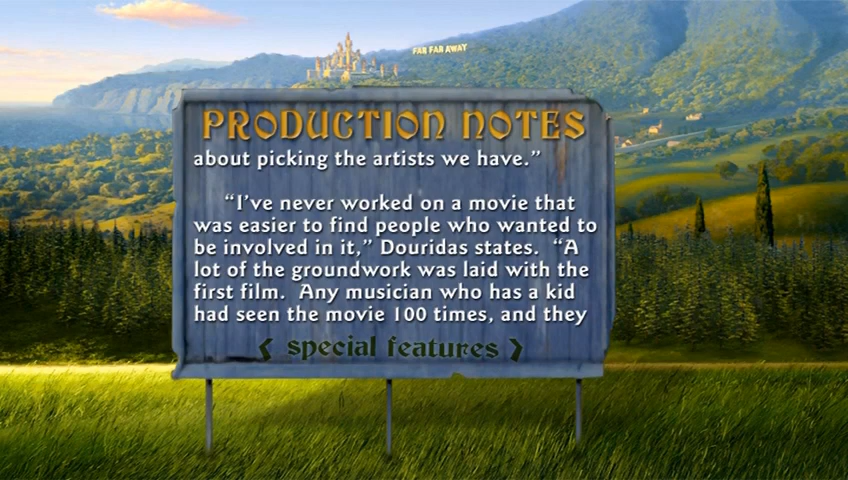 FAR FAR AWAY
PRODUCTION NOTES
about picking the artists we have.”
“I’ve never worked on a movie that
was easier to find people who wanted to
be involved in it,” Douridas states.  “A
lot of the groundwork was laid with the
first film.  Any musician who has a kid
had seen the movie 100 times, and they
‹ special features ›